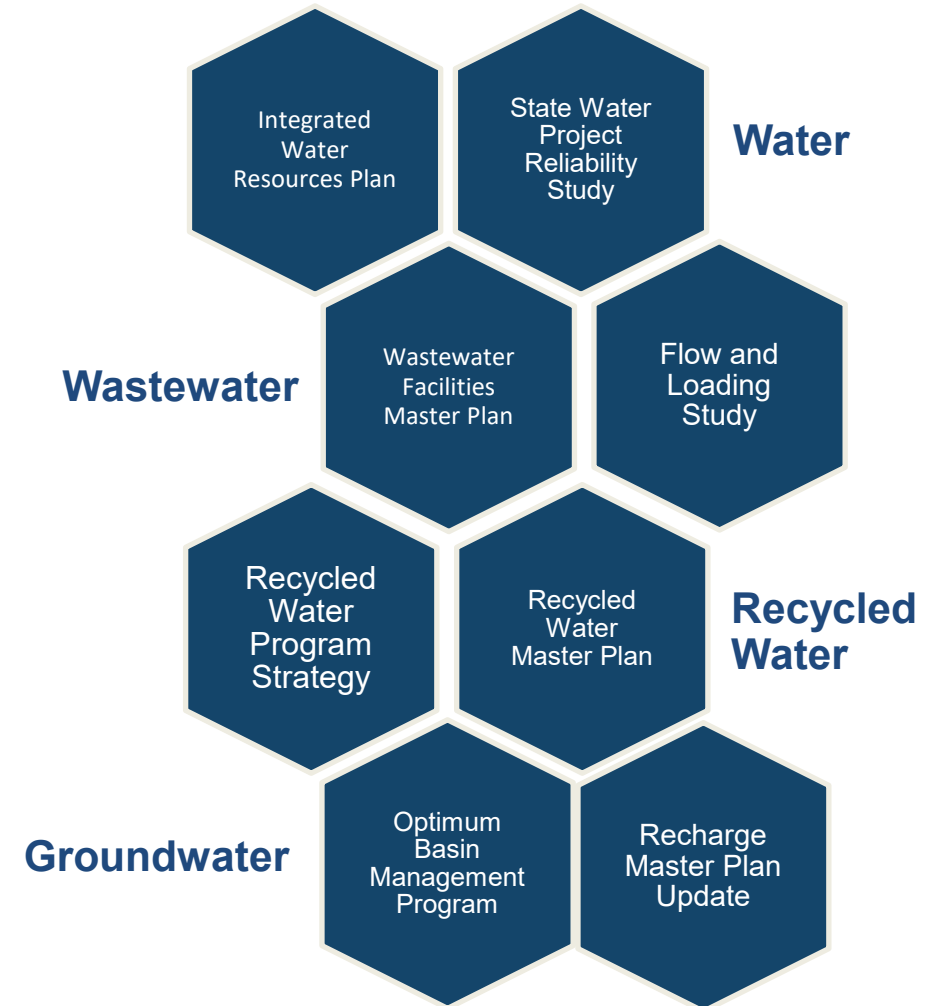 Integrated
Water
Resources Plan
State Water
Project
Reliability
Study
Water
Wastewater
Wastewater
Facilities
Master Plan
Flow and
Loading
Study
Recycled
Water
Program
Strategy
Recycled
Water
Master Plan
Recycled
Water
Groundwater
Optimum
Basin
Management
Program
Recharge
Master Plan
Update